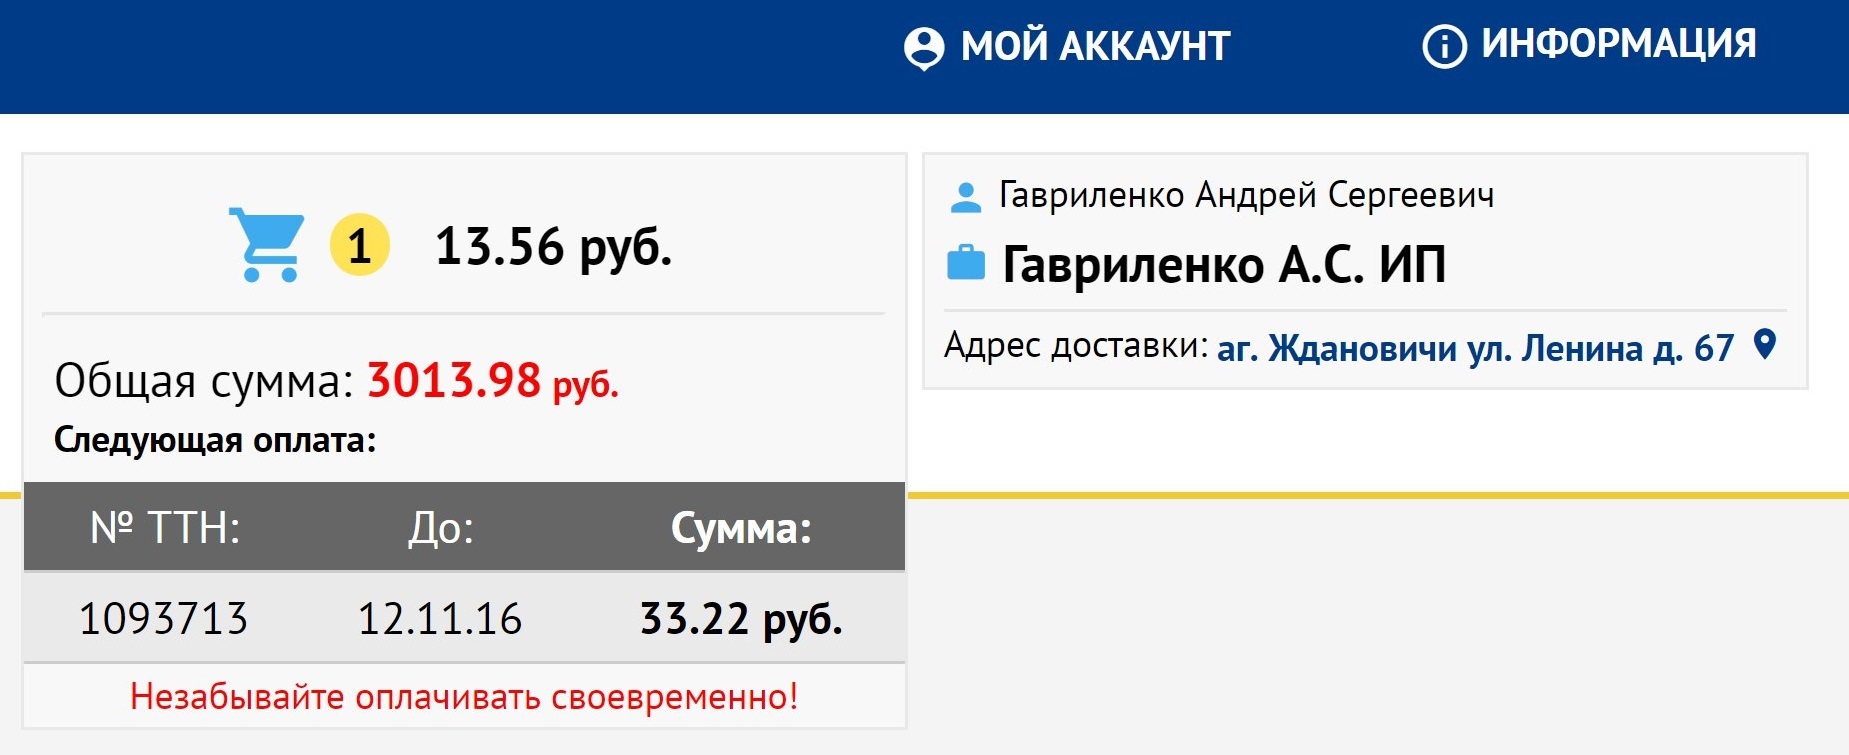 МОЙ АККАУНТ
ИНФОРМАЦИЯ
1 13.56 руб.
Общая сумма: 3013.98 руб.
Следующая оплата:
№ ТТН: До: Сумма:
1093713 12.11.16 33.22 руб.
Незабывайте оплачивать своевременно!
Гавриленко Андрей Сергеевич
Гавриленко А.С. ИП
Адрес доставки: аг. Ждановичи ул. Ленина д. 67